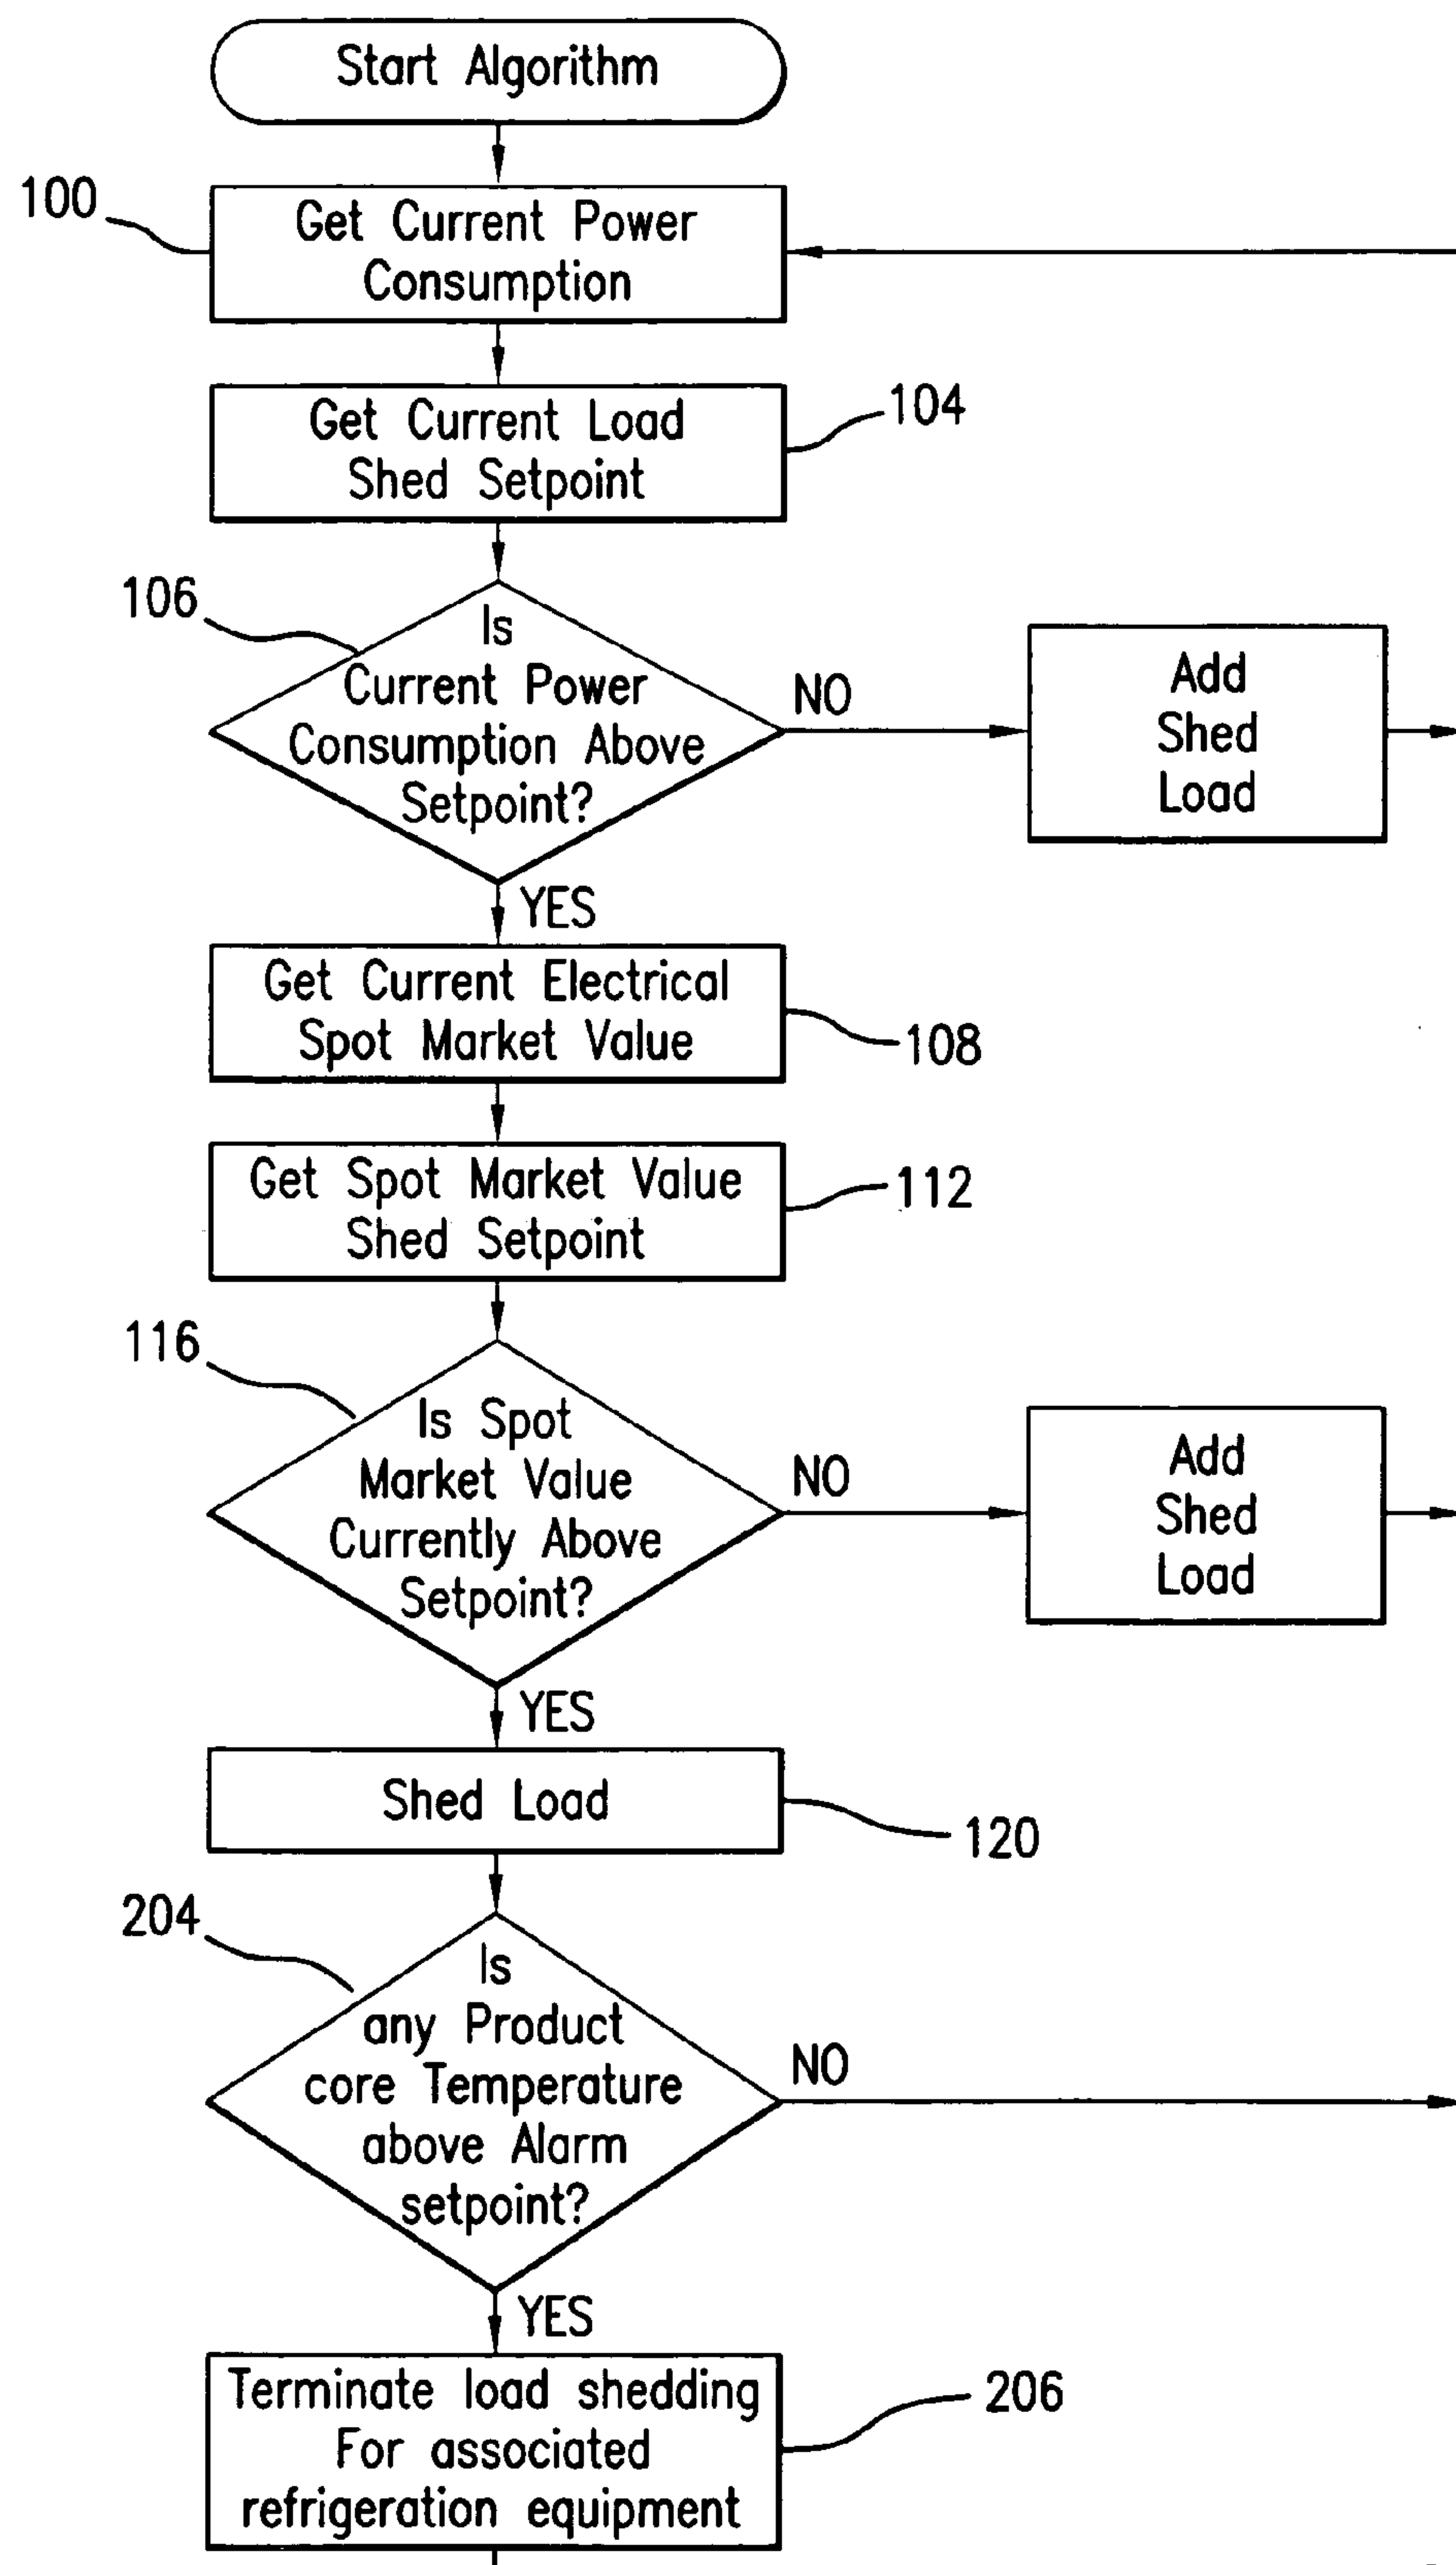 Start Algorithm
100
Get Current Power
Consumption
Get Current Load
Shed Setpoint
104
106
Is
Current Power
Consumption Above
Setpoint?
NO
Add
Shed
Load
YES
Get Current Electrical
Spot Market Value
108
Get Spot Market Value
Shed Setpoint
112
116
Is Spot
Market Value
Currently Above
Setpoint?
NO
Add
Shed
Load
YES
Shed Load
120
204
Is
any Product
core Temperature
above Alarm
setpoint?
NO
YES
Terminate load shedding
For associated
refrigeration equipment
206